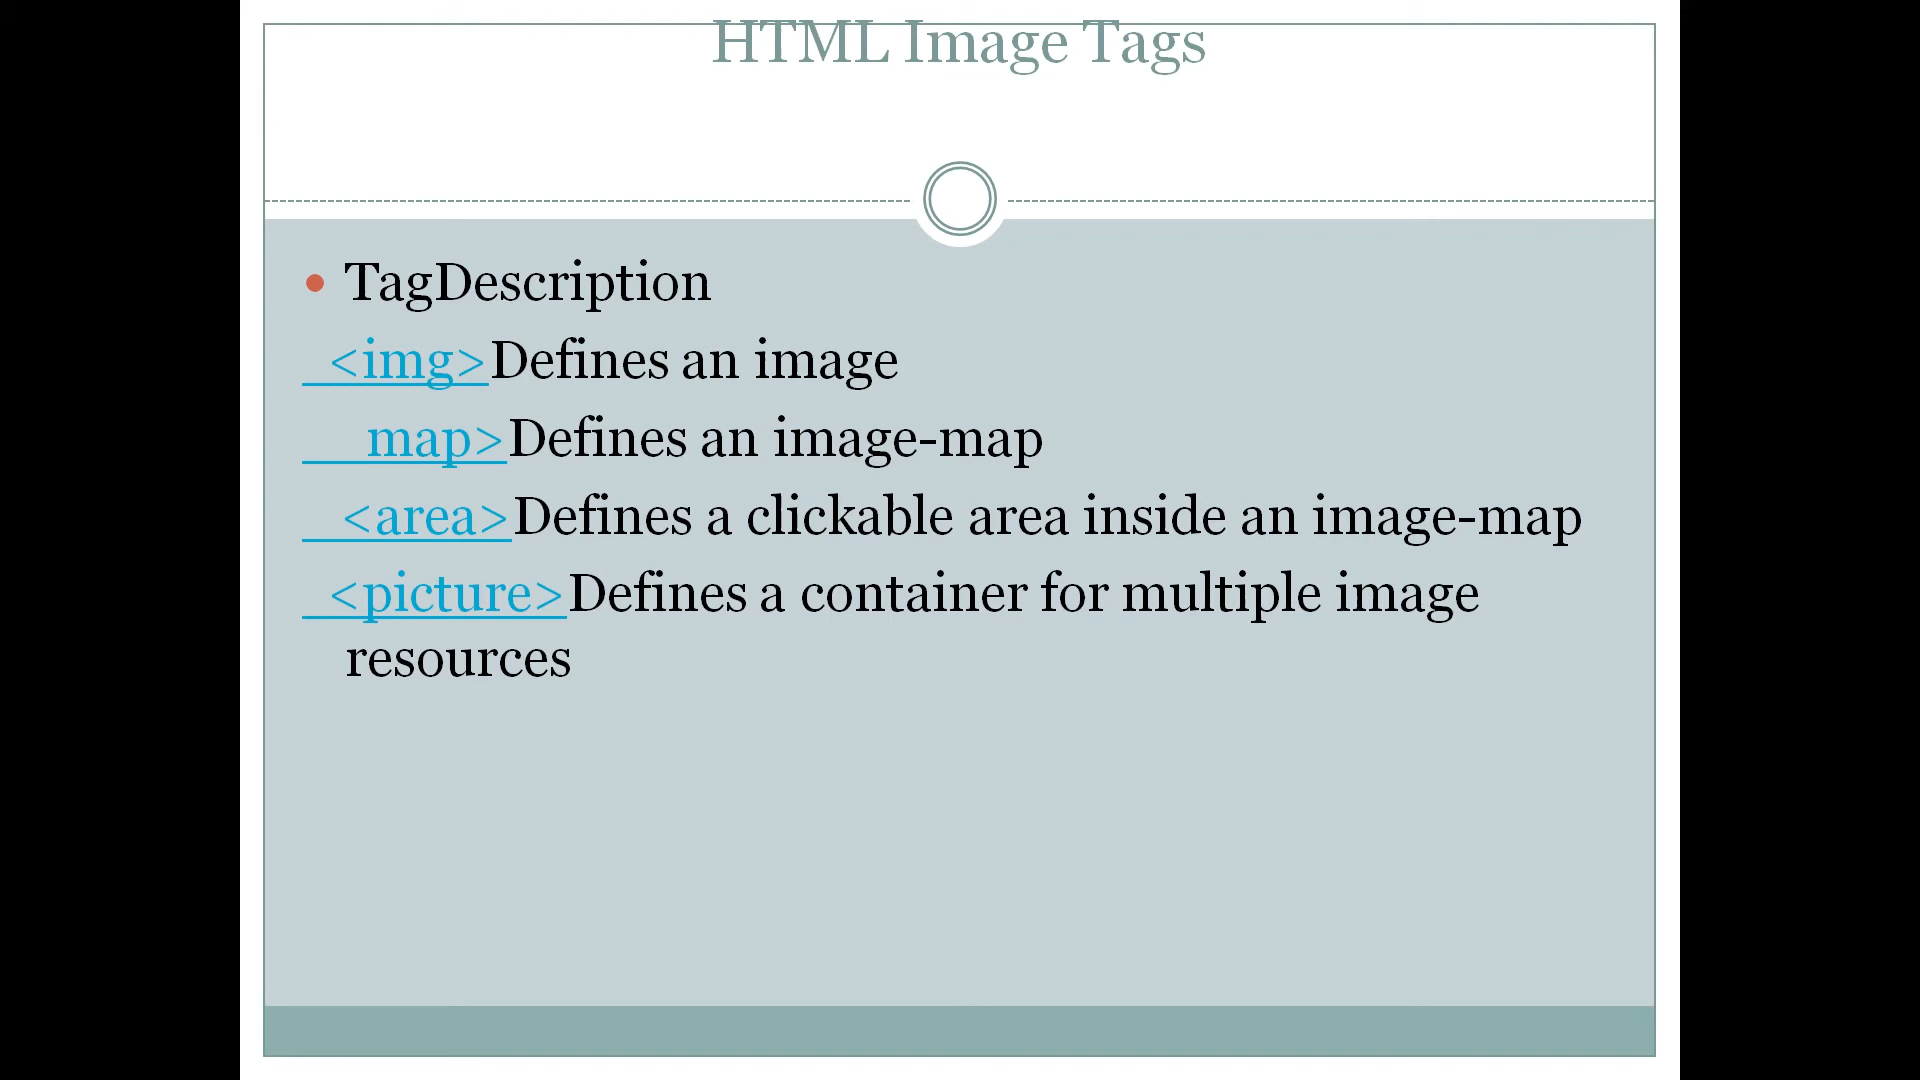 HTML Image Tags
• TagDescription
<img>Defines an image
map>Defines an image-map
<area>Defines a clickable area inside an image-map
<picture>Defines a container for multiple image
resources